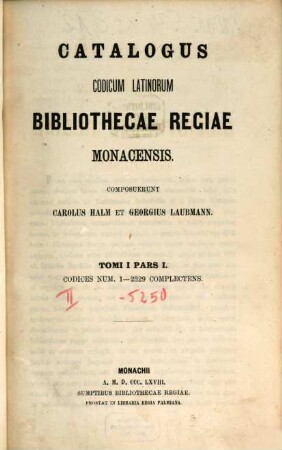 CATALOGUS
CODICUM LATINORUM
BIBLIOTHECAE REGIAE
MONACENSIS.
COMPOSUERUNT
CAROLUS HALM ET GEORGIUS LAUBMANN.
TOMI I PARS I.
CODICES NUM. 1—2329 COMPLECTENS.
II -5250
MONACHII
A. M. D. CCC. LXVIII.
SUMPTIBUS BIBLIOTHECAE REGIAE.
PROSTAT IN LIBRARIA REGIA PALMIANA.